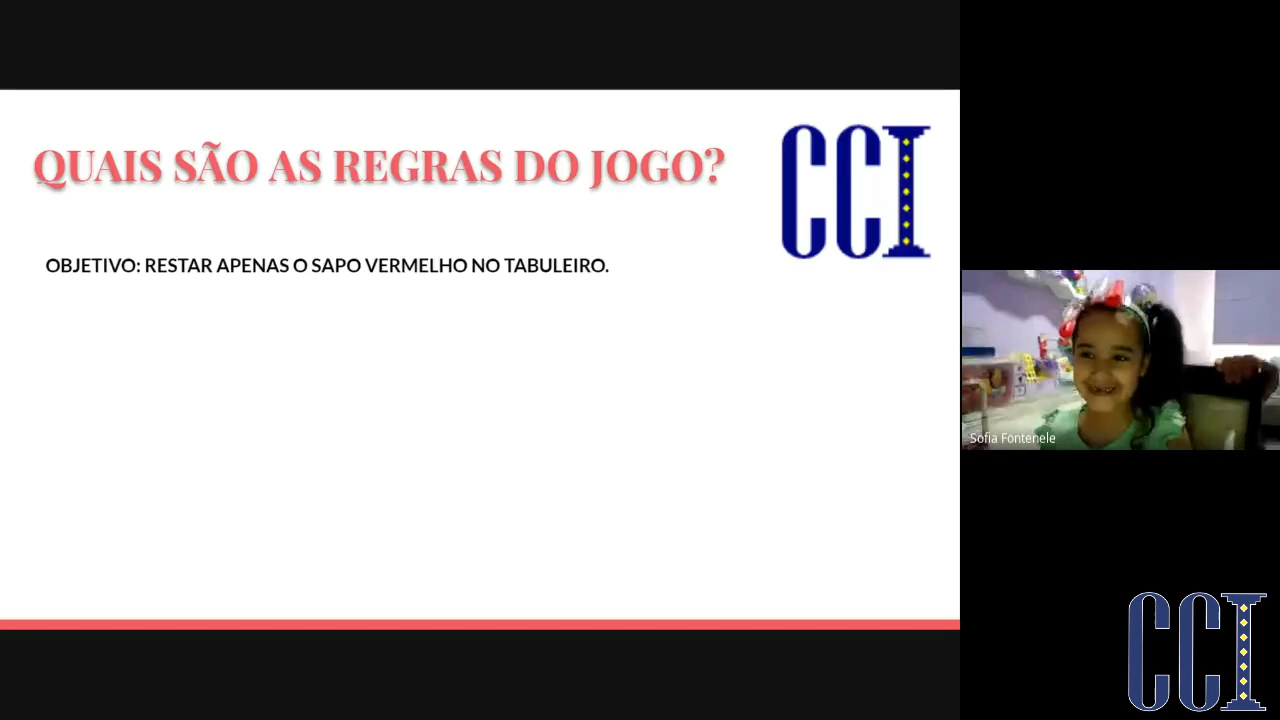 QUAIS SÃO AS REGRAS DO JOGO?
CCI
OBJETIVO: RESTAR APENAS O SAPO VERMELHO NO TABULEIRO.
Sofia Fontenele
CCI